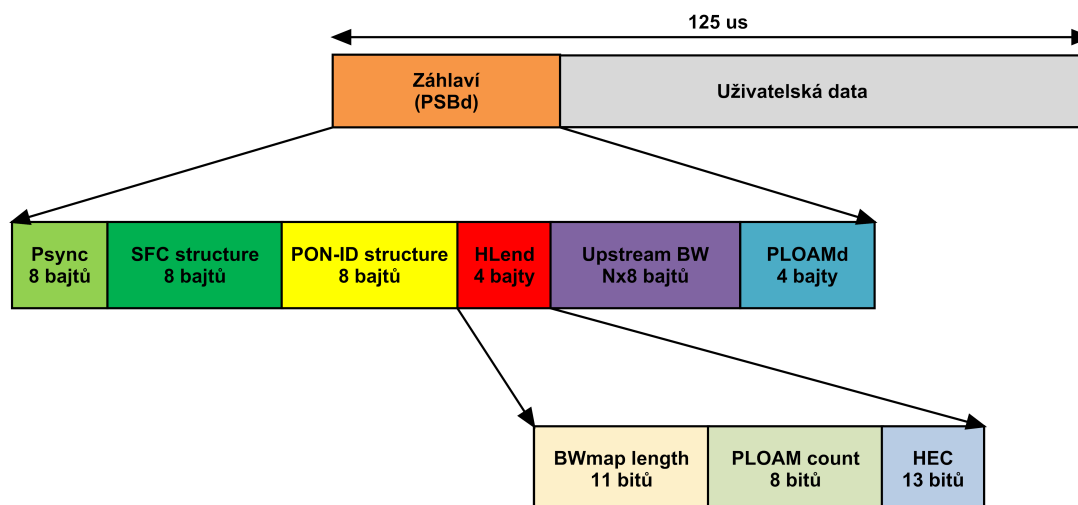 125 us
Záhlaví
(PSBd)
Uživatelská data
Psync
8 bajtů
SFC structure
8 bajtů
PON-ID structure
8 bajtů
HLend
4 bajty
Upstream BW
Nx8 bajtů
PLOAMd
4 bajty
BWmap length
11 bitů
PLOAM count
8 bitů
HEC
13 bitů